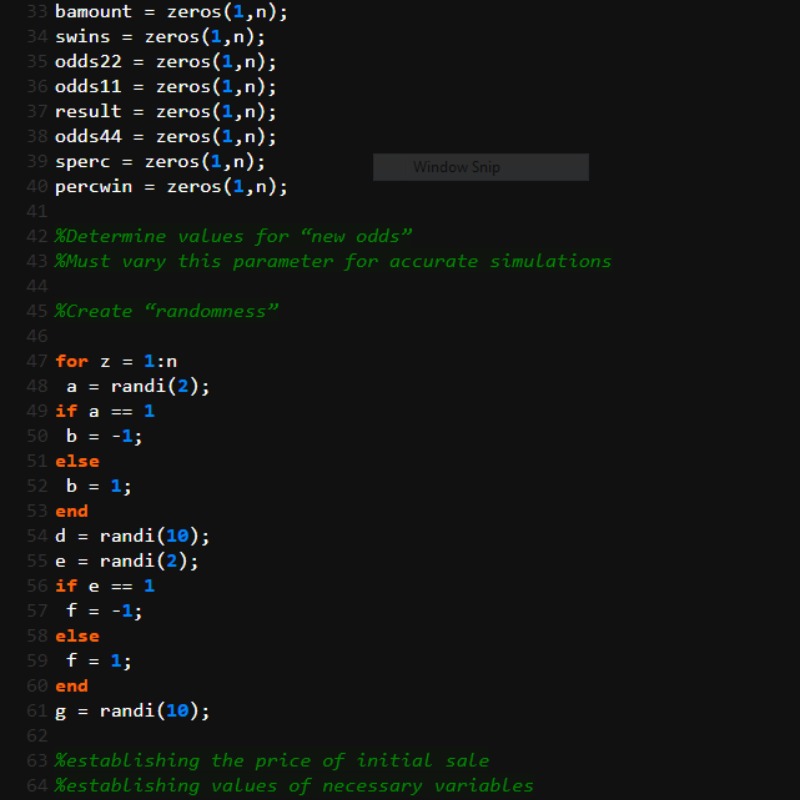 33 bamount = zeros(1,n);
34 swins = zeros(1,n);
35 odds22 = zeros(1,n);
36 odds11 = zeros(1,n);
37 result = zeros(1,n);
38 odds44 = zeros(1,n);
39 sperc = zeros(1,n);
Window Snip
40 percwin = zeros(1,n);
41
42 %Determine values for “new odds”
43 %Must vary this parameter for accurate simulations
44
45 %Create “randomness”
46
47 for z = 1:n
48 a = randi(2);
49 if a == 1
50 b = -1;
51 else
52 b = 1;
53 end
54 d = randi(10);
55 e = randi(2);
56 if e == 1
57 f = -1;
58 else
59 f = 1;
60 end
61 g = randi(10);
62
63 %establishing the price of initial sale
64 %establishing values of necessary variables